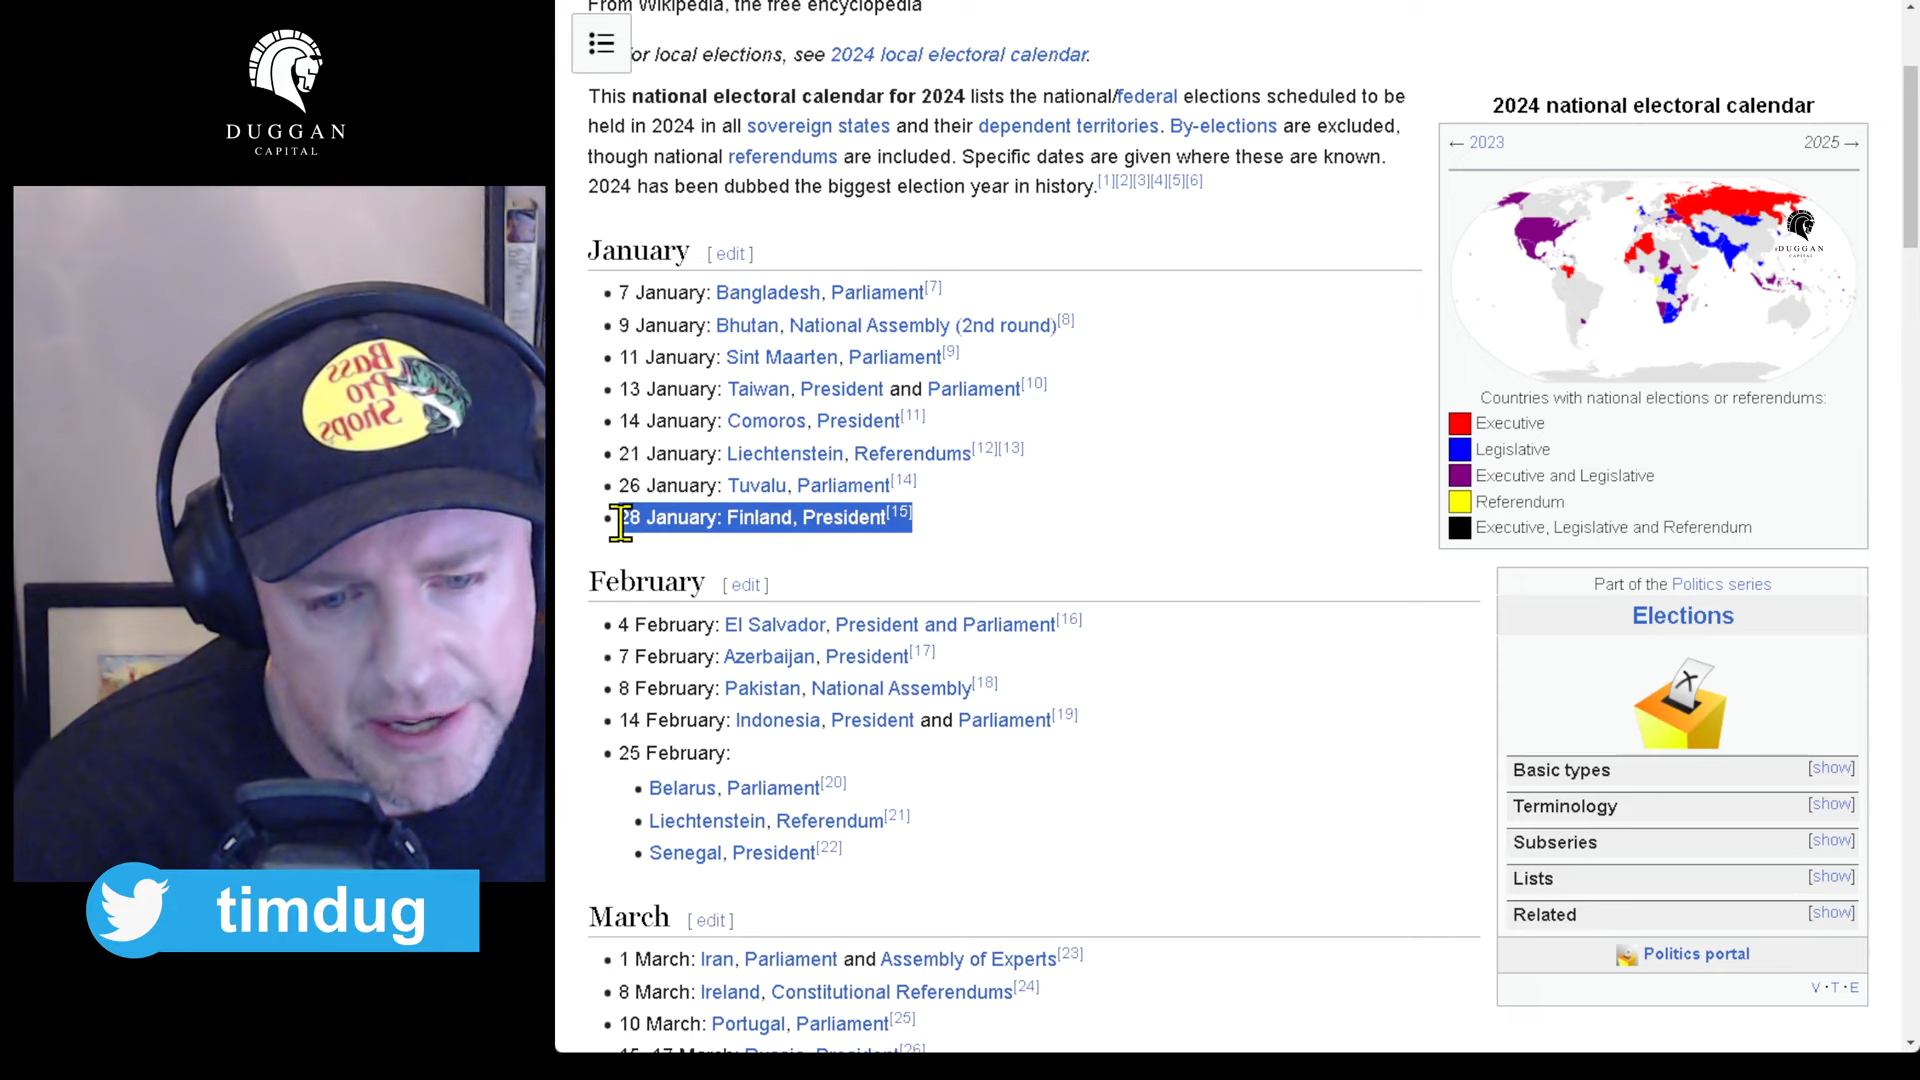 DUGGAN
CAPITAL
Bass
Pro
Shops
timdug
From Wikipedia, the free encyclopedia
or local elections, see 2024 local electoral calendar.
This national electoral calendar for 2024 lists the national/federal elections scheduled to be
held in 2024 in all sovereign states and their dependent territories. By-elections are excluded,
though national referendums are included. Specific dates are given where these are known.
2024 has been dubbed the biggest election year in history.[1][2][3][4][5][6]
January [ edit ]
• 7 January: Bangladesh, Parliament[7]
• 9 January: Bhutan, National Assembly (2nd round)[8]
• 11 January: Sint Maarten, Parliament[9]
• 13 January: Taiwan, President and Parliament[10]
• 14 January: Comoros, President[11]
• 21 January: Liechtenstein, Referendums[12][13]
• 26 January: Tuvalu, Parliament[14]
• 28 January: Finland, President[15]
February [ edit ]
• 4 February: El Salvador, President and Parliament[16]
• 7 February: Azerbaijan, President[17]
• 8 February: Pakistan, National Assembly[18]
• 14 February: Indonesia, President and Parliament[19]
• 25 February:
• Belarus, Parliament[20]
• Liechtenstein, Referendum[21]
• Senegal, President[22]
March [ edit ]
• 1 March: Iran, Parliament and Assembly of Experts[23]
• 8 March: Ireland, Constitutional Referendums[24]
• 10 March: Portugal, Parliament[25]
15–17 March: Russia, President[26]
2024 national electoral calendar
← 2023 2025 →
DUGGAN
CAPITAL
Countries with national elections or referendums:
Executive
Legislative
Executive and Legislative
Referendum
Executive, Legislative and Referendum
Part of the Politics series
Elections
Basic types [show]
Terminology [show]
Subseries [show]
Lists [show]
Related [show]
Politics portal
V · T · E